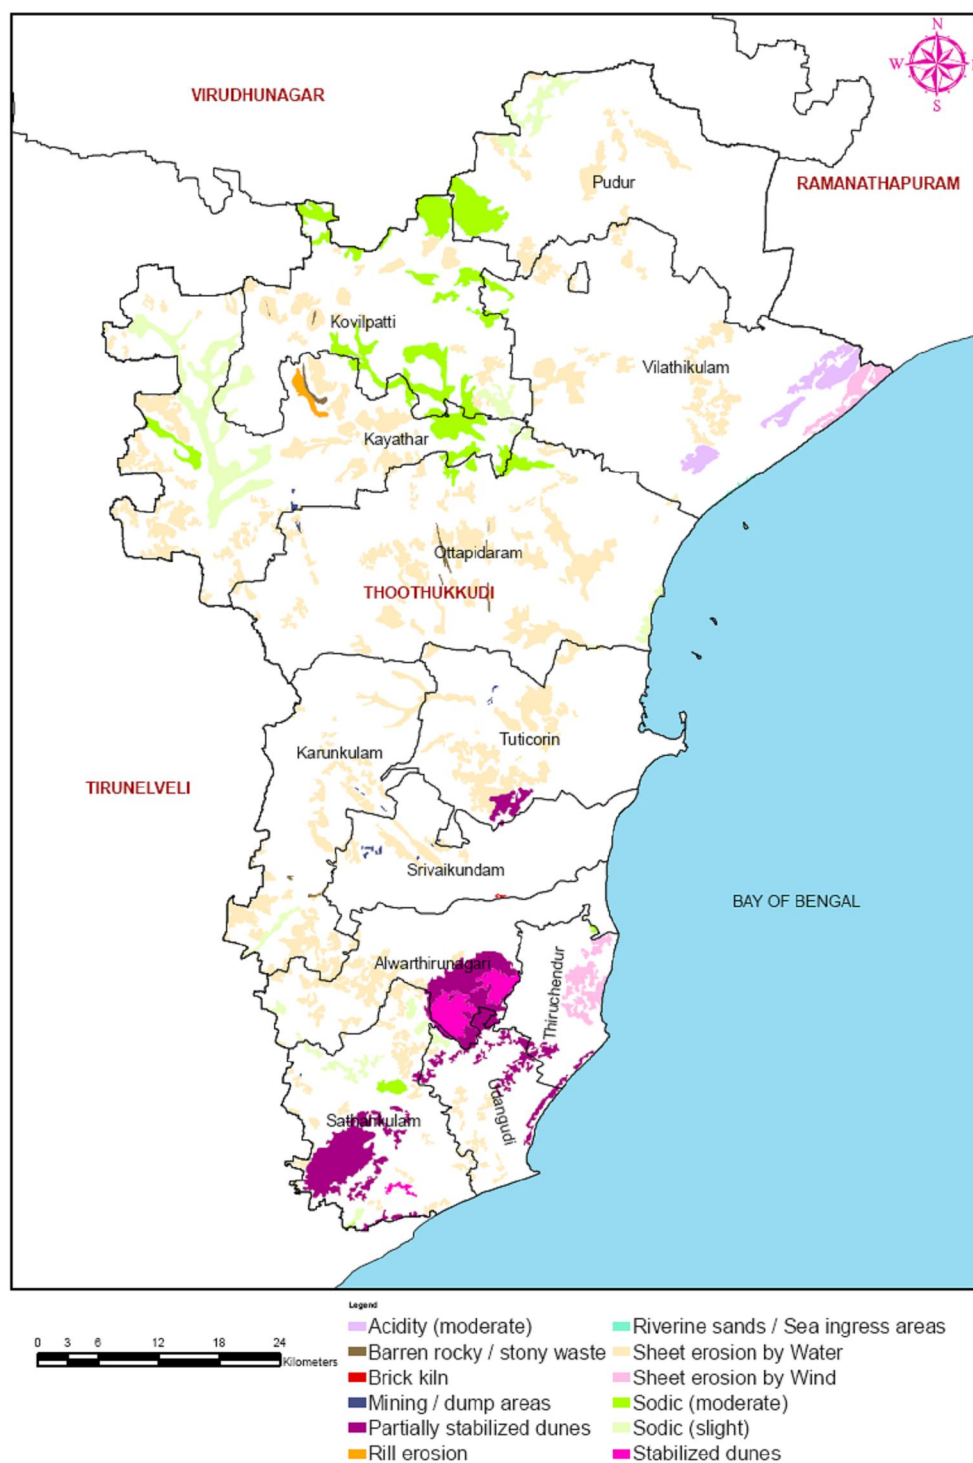 N
W
S
VIRUDHUNAGAR
RAMANATHAPURAM
Pudur
Kovilpatti
Vilathikulam
Kayathar
Ottapidaram
THOOTHUKKUDI
Karunkulam
Tuticorin
TIRUNELVELI
Srivaikundam
BAY OF BENGAL
Alwarthirunagari
Thiruchendur
Udangudi
Sathankulam
Legend
0 3 6 12 18 24
Kilometers
Acidity (moderate)
Barren rocky / stony waste
Brick kiln
Mining / dump areas
Partially stabilized dunes
Rill erosion
Riverine sands / Sea ingress areas
Sheet erosion by Water
Sheet erosion by Wind
Sodic (moderate)
Sodic (slight)
Stabilized dunes